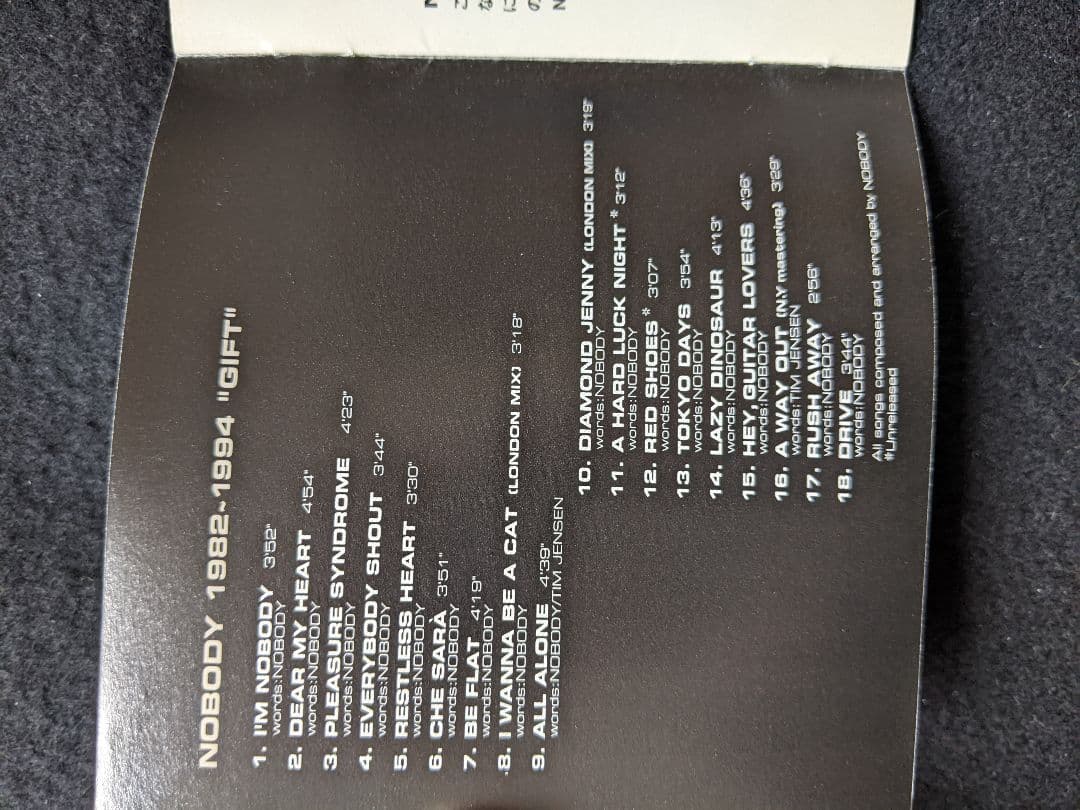 NOBODY 1982~1994 "GIFT"
1. I'M NOBODY 3'52"
words:NOBODY
2. DEAR MY HEART 4'54"
words:NOBODY
3. PLEASURE SYNDROME 4'23"
words:NOBODY
4. EVERYBODY SHOUT 3'44"
words:NOBODY
5. RESTLESS HEART 3'30"
words:NOBODY
6. CHE SARÀ 3'51"
words:NOBODY
7. BE FLAT 4'19"
words:NOBODY
8. I WANNA BE A CAT (LONDON MIX) 3'18"
words:NOBODY
9. ALL ALONE 4'39"
words:NOBODY/TIM JENSEN
10. DIAMOND JENNY (LONDON MIX) 3'19"
words:NOBODY
11. A HARD LUCK NIGHT * 3'12"
words:NOBODY
12. RED SHOES * 3'07"
words:NOBODY
13. TOKYO DAYS 3'54"
words:NOBODY
14. LAZY DINOSAUR 4'13"
words:NOBODY
15. HEY, GUITAR LOVERS 4'36"
words:NOBODY
16. A WAY OUT (N.Y mastering) 3'29"
words:TIM JENSEN
17. RUSH AWAY 2'56"
words:NOBODY
18. DRIVE 3'44"
words:NOBODY
All songs composed and arranged by NOBODY
*Unreleased